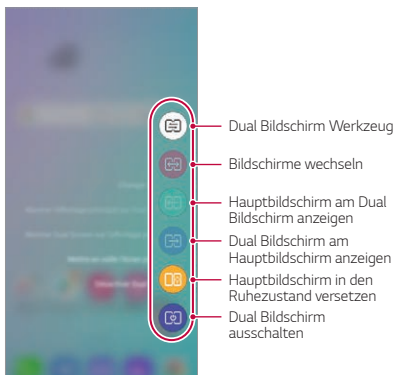 Dual Bildschirm Werkzeug
Bildschirme wechseln
Hauptbildschirm am Dual
Bildschirm anzeigen
Dual Bildschirm am
Hauptbildschirm anzeigen
Hauptbildschirm in den
Ruhezustand versetzen
Dual Bildschirm
ausschalten